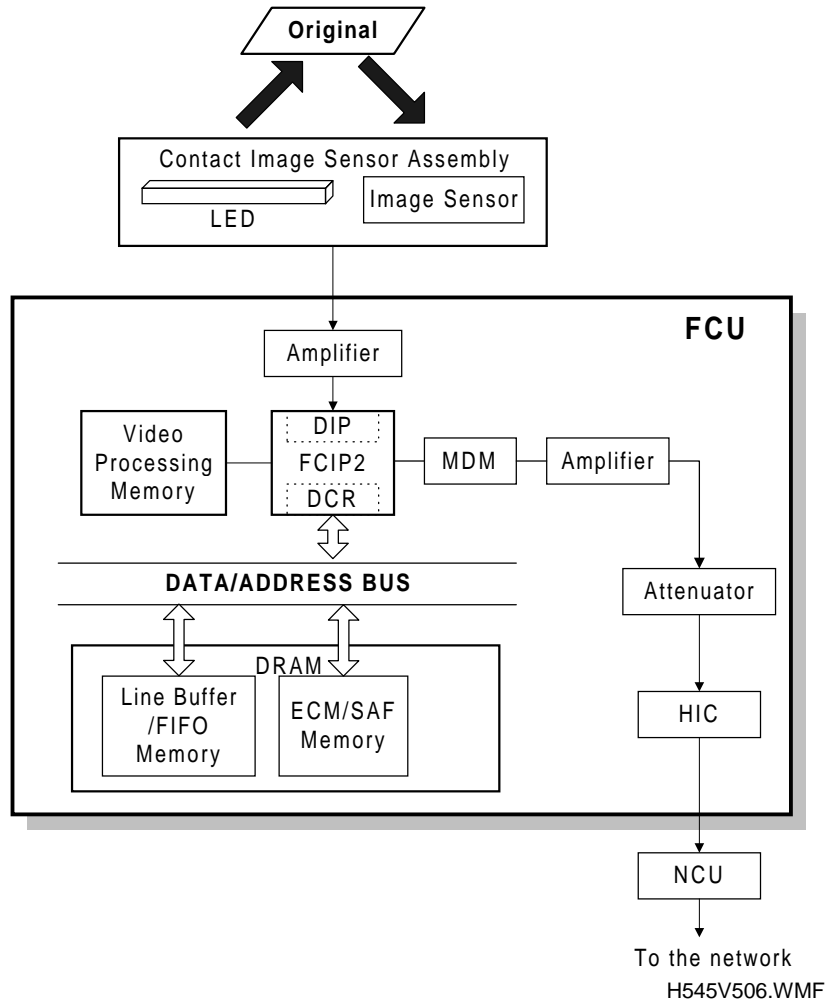 Original
Contact Image Sensor Assembly
LED
Image Sensor
FCU
Amplifier
Video
Processing
Memory
DIP
FCIP2
DCR
MDM
Amplifier
DATA/ADDRESS BUS
Attenuator
DRAM
Line Buffer
/FIFO
Memory
ECM/SAF
Memory
HIC
NCU
To the network
H545V506.WMF